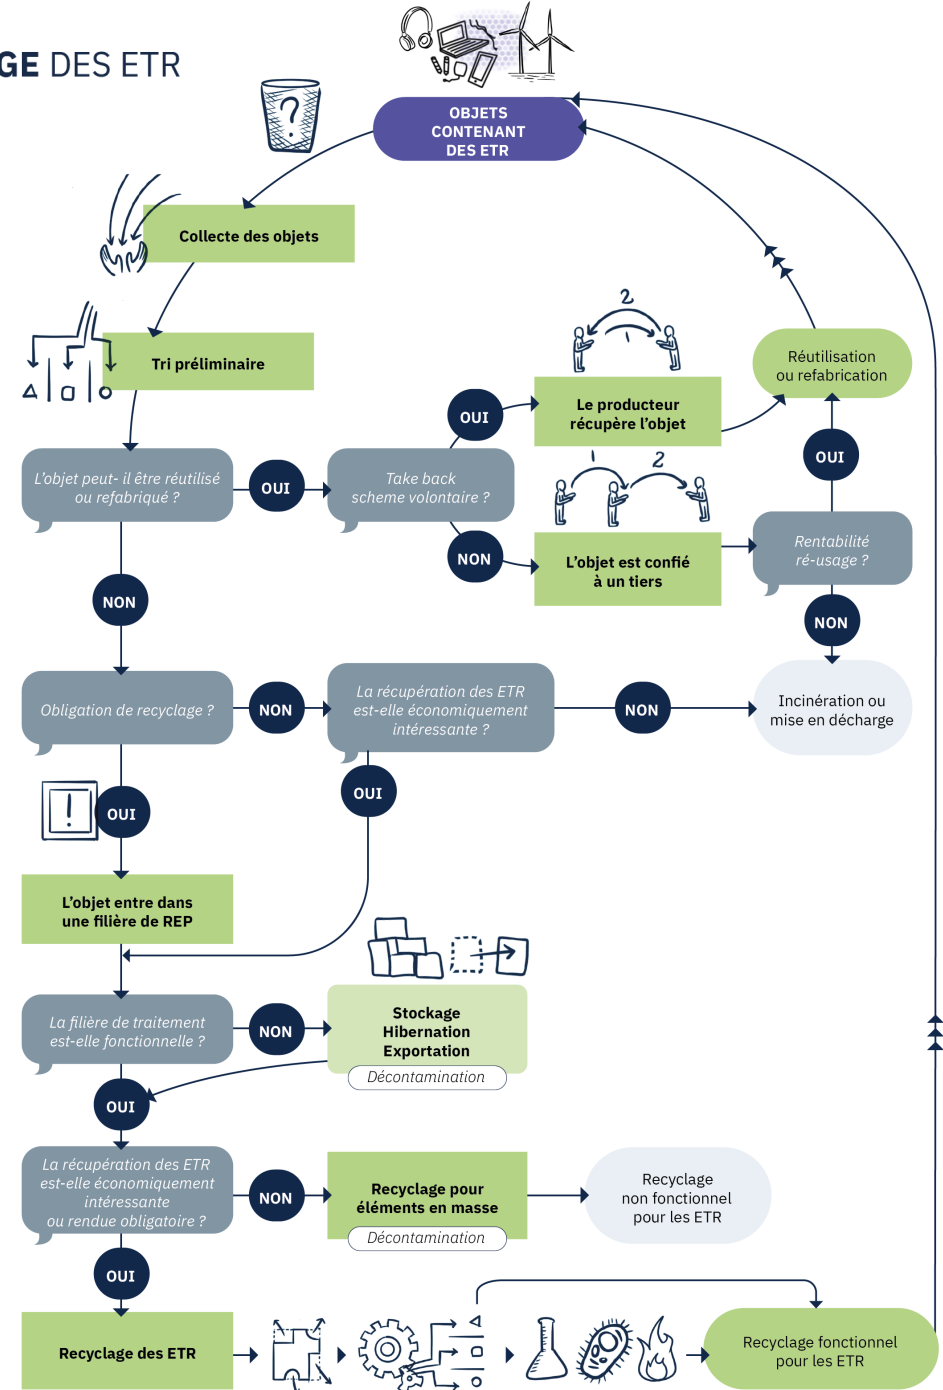 GE DES ETR
OBJETS
CONTENANT
DES ETR
?
Collecte des objets
Tri préliminaire
2
1
Le producteur
récupère l'objet
Réutilisation
ou refabrication
OUI
L'objet peut- il être réutilisé
ou refabriqué ?
OUI
Take back
scheme volontaire ?
1
2
OUI
NON
L'objet est confié
à un tiers
Rentabilité
ré-usage ?
NON
NON
Obligation de recyclage ?
NON
La récupération des ETR
est-elle économiquement
intéressante ?
NON
Incinération ou
mise en décharge
!
OUI
OUI
L'objet entre dans
une filière de REP
La filière de traitement
est-elle fonctionnelle ?
NON
Stockage
Hibernation
Exportation
Décontamination
OUI
La récupération des ETR
est-elle économiquement
intéressante
ou rendue obligatoire ?
NON
Recyclage pour
éléments en masse
Décontamination
Recyclage
non fonctionnel
pour les ETR
OUI
Recyclage des ETR
Recyclage fonctionnel
pour les ETR